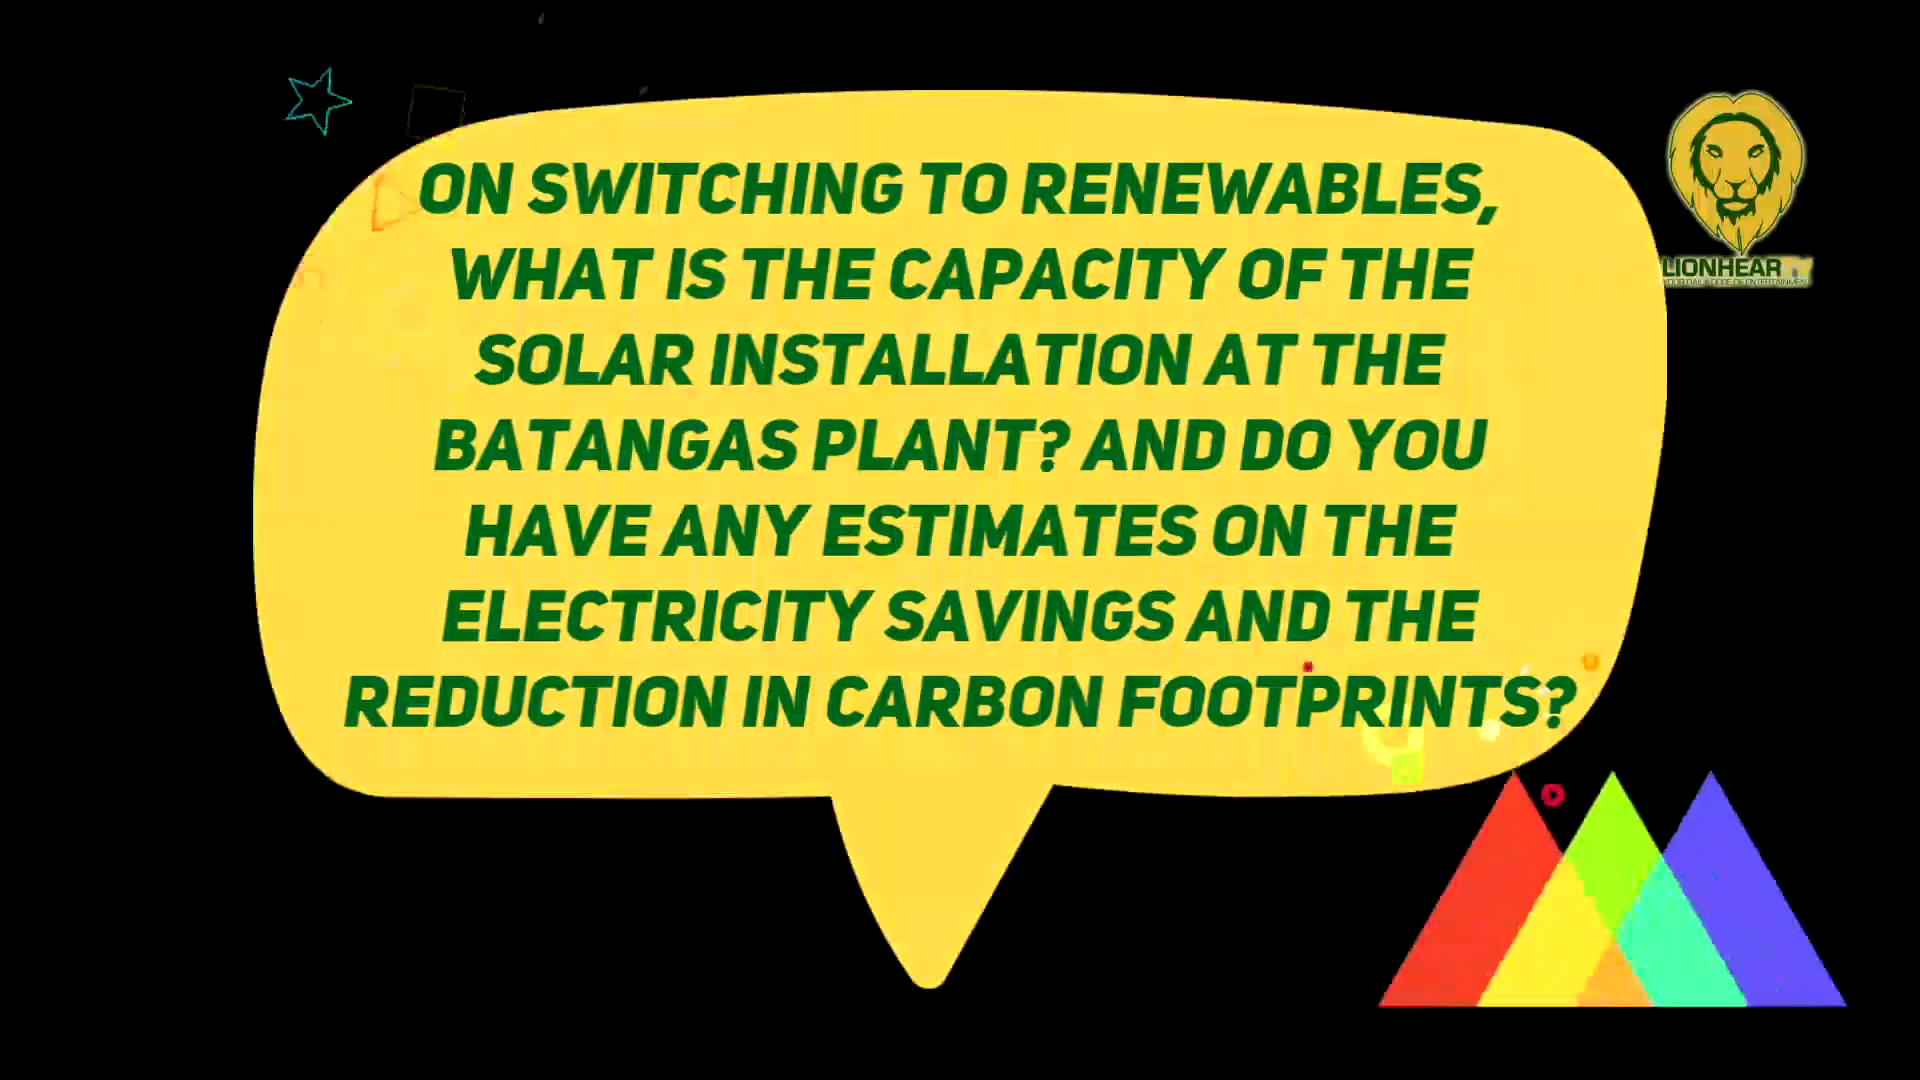 ON SWITCHING TO RENEWABLES,
WHAT IS THE CAPACITY OF THE
SOLAR INSTALLATION AT THE
BATANGAS PLANT? AND DO YOU
HAVE ANY ESTIMATES ON THE
ELECTRICITY SAVINGS AND THE
REDUCTION IN CARBON FOOTPRINTS?
LIONHEARTV